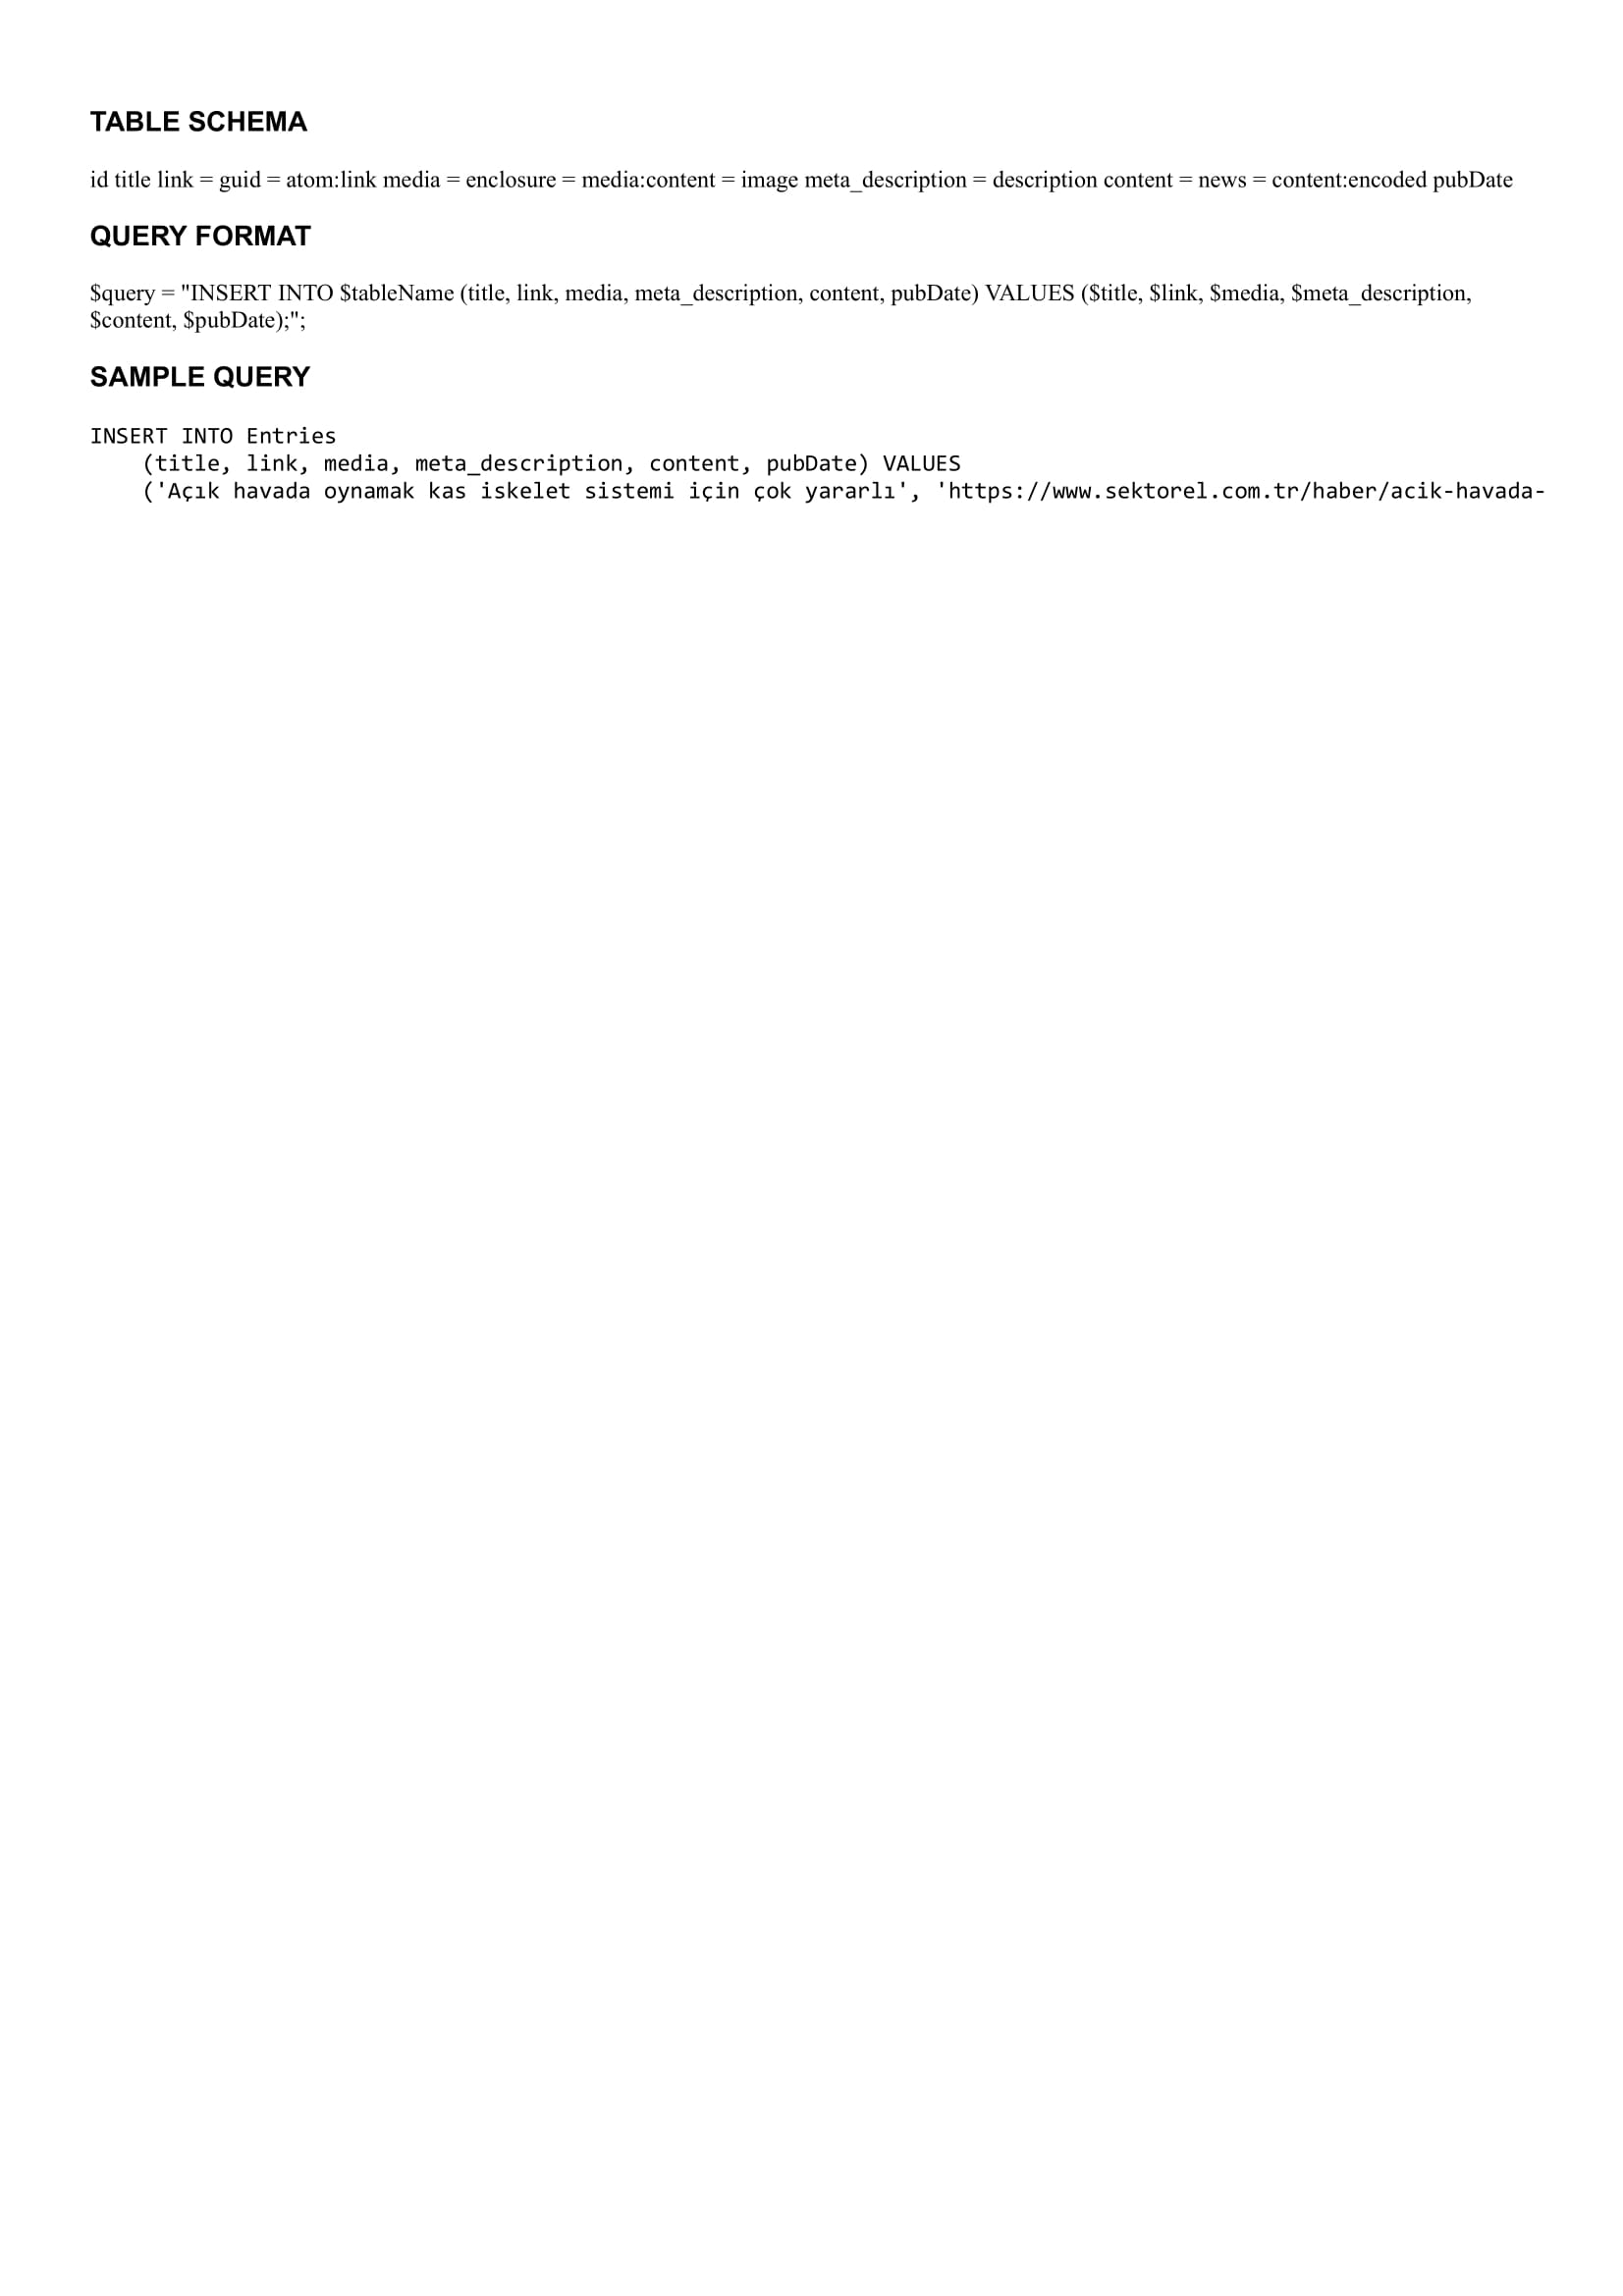 TABLE SCHEMA
id title link = guid = atom:link media = enclosure = media:content = image meta_description = description content = news = content:encoded pubDate
QUERY FORMAT
$query = "INSERT INTO $tableName (title, link, media, meta_description, content, pubDate) VALUES ($title, $link, $media, $meta_description,
$content, $pubDate);";
SAMPLE QUERY
INSERT INTO Entries
(title, link, media, meta_description, content, pubDate) VALUES
('Açık havada oynamak kas iskelet sistemi için çok yararlı', 'https://www.sektorel.com.tr/haber/acik-havada-